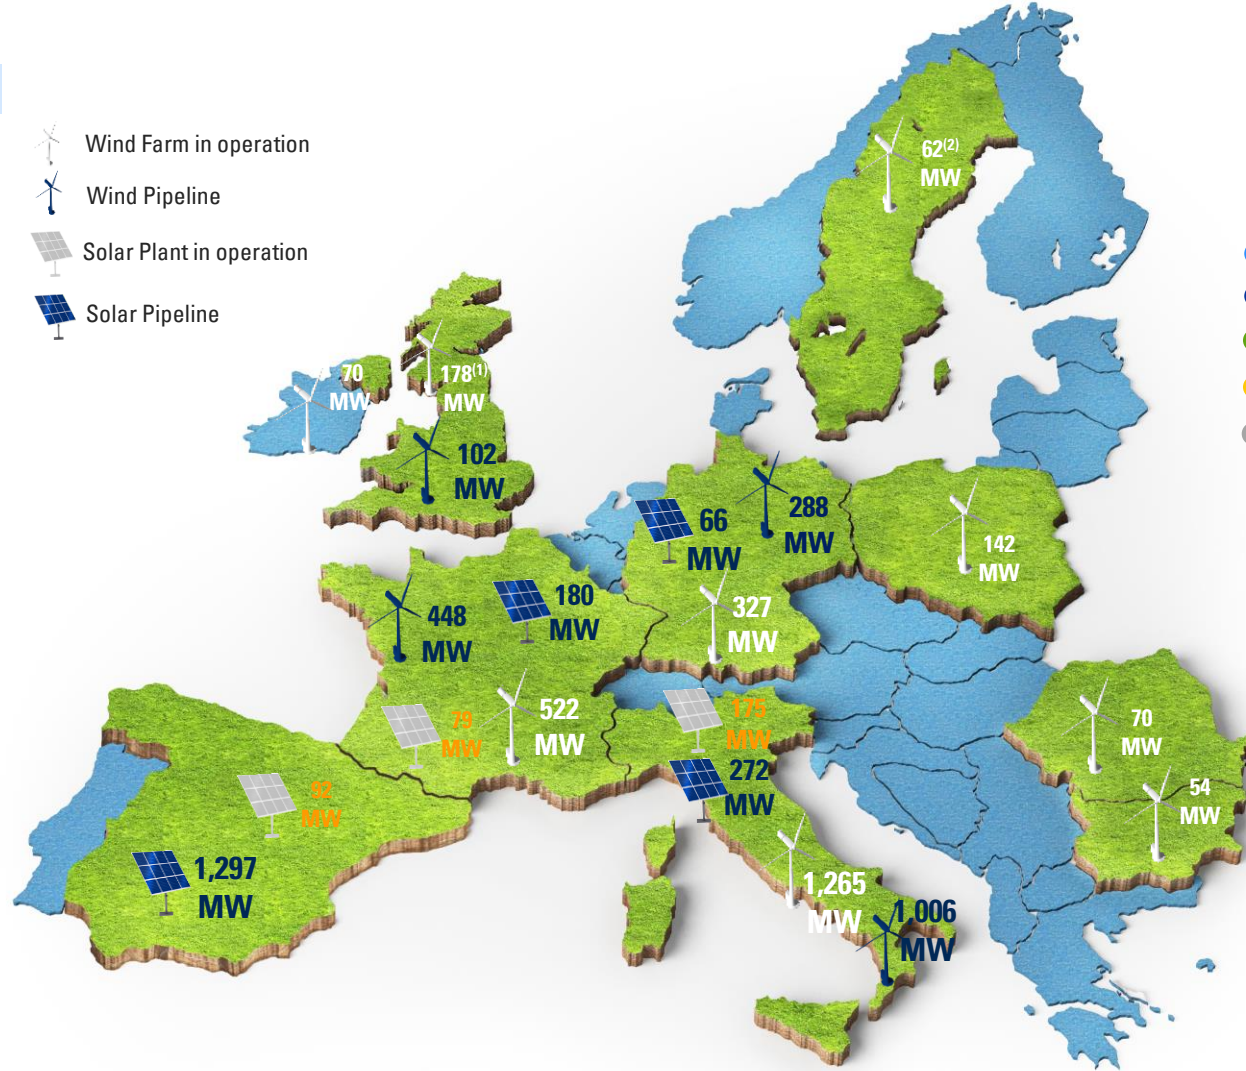 Wind Farm in operation
Wind Pipeline
Solar Plant in operation
Solar Pipeline
62(2)
MW
70
MW
178(1)
MW
102
MW
66
MW
288
MW
142
MW
448
MW
180
MW
327
MW
79
MW
522
MW
175
MW
272
MW
70
MW
54
MW
92
MW
1,297
MW
1,265
MW
1,006
MW